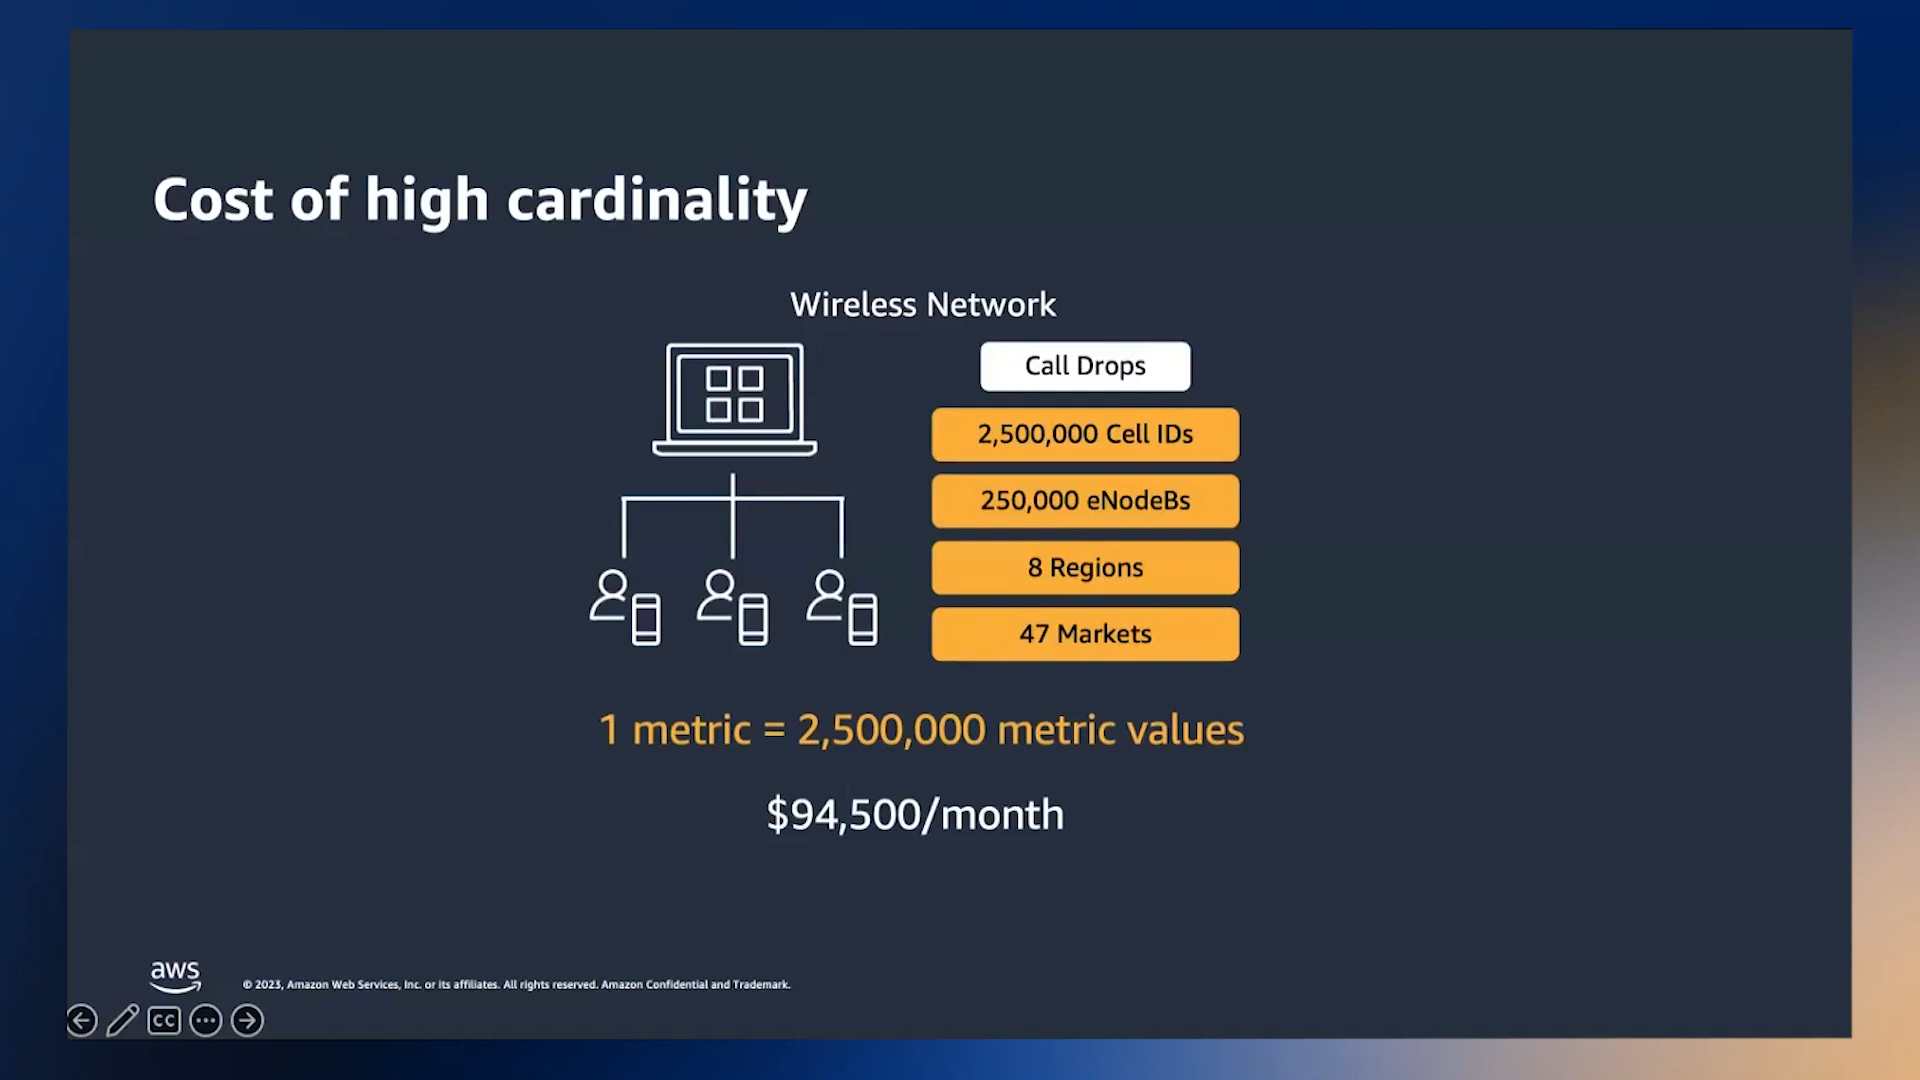 Cost of high cardinality
Wireless Network
Call Drops
2,500,000 Cell IDs
250,000 eNodeBs
8 Regions
47 Markets
1 metric = 2,500,000 metric values
$94,500/month
aws
© 2023, Amazon Web Services, Inc. or its affiliates. All rights reserved. Amazon Confidential and Trademark.
CC